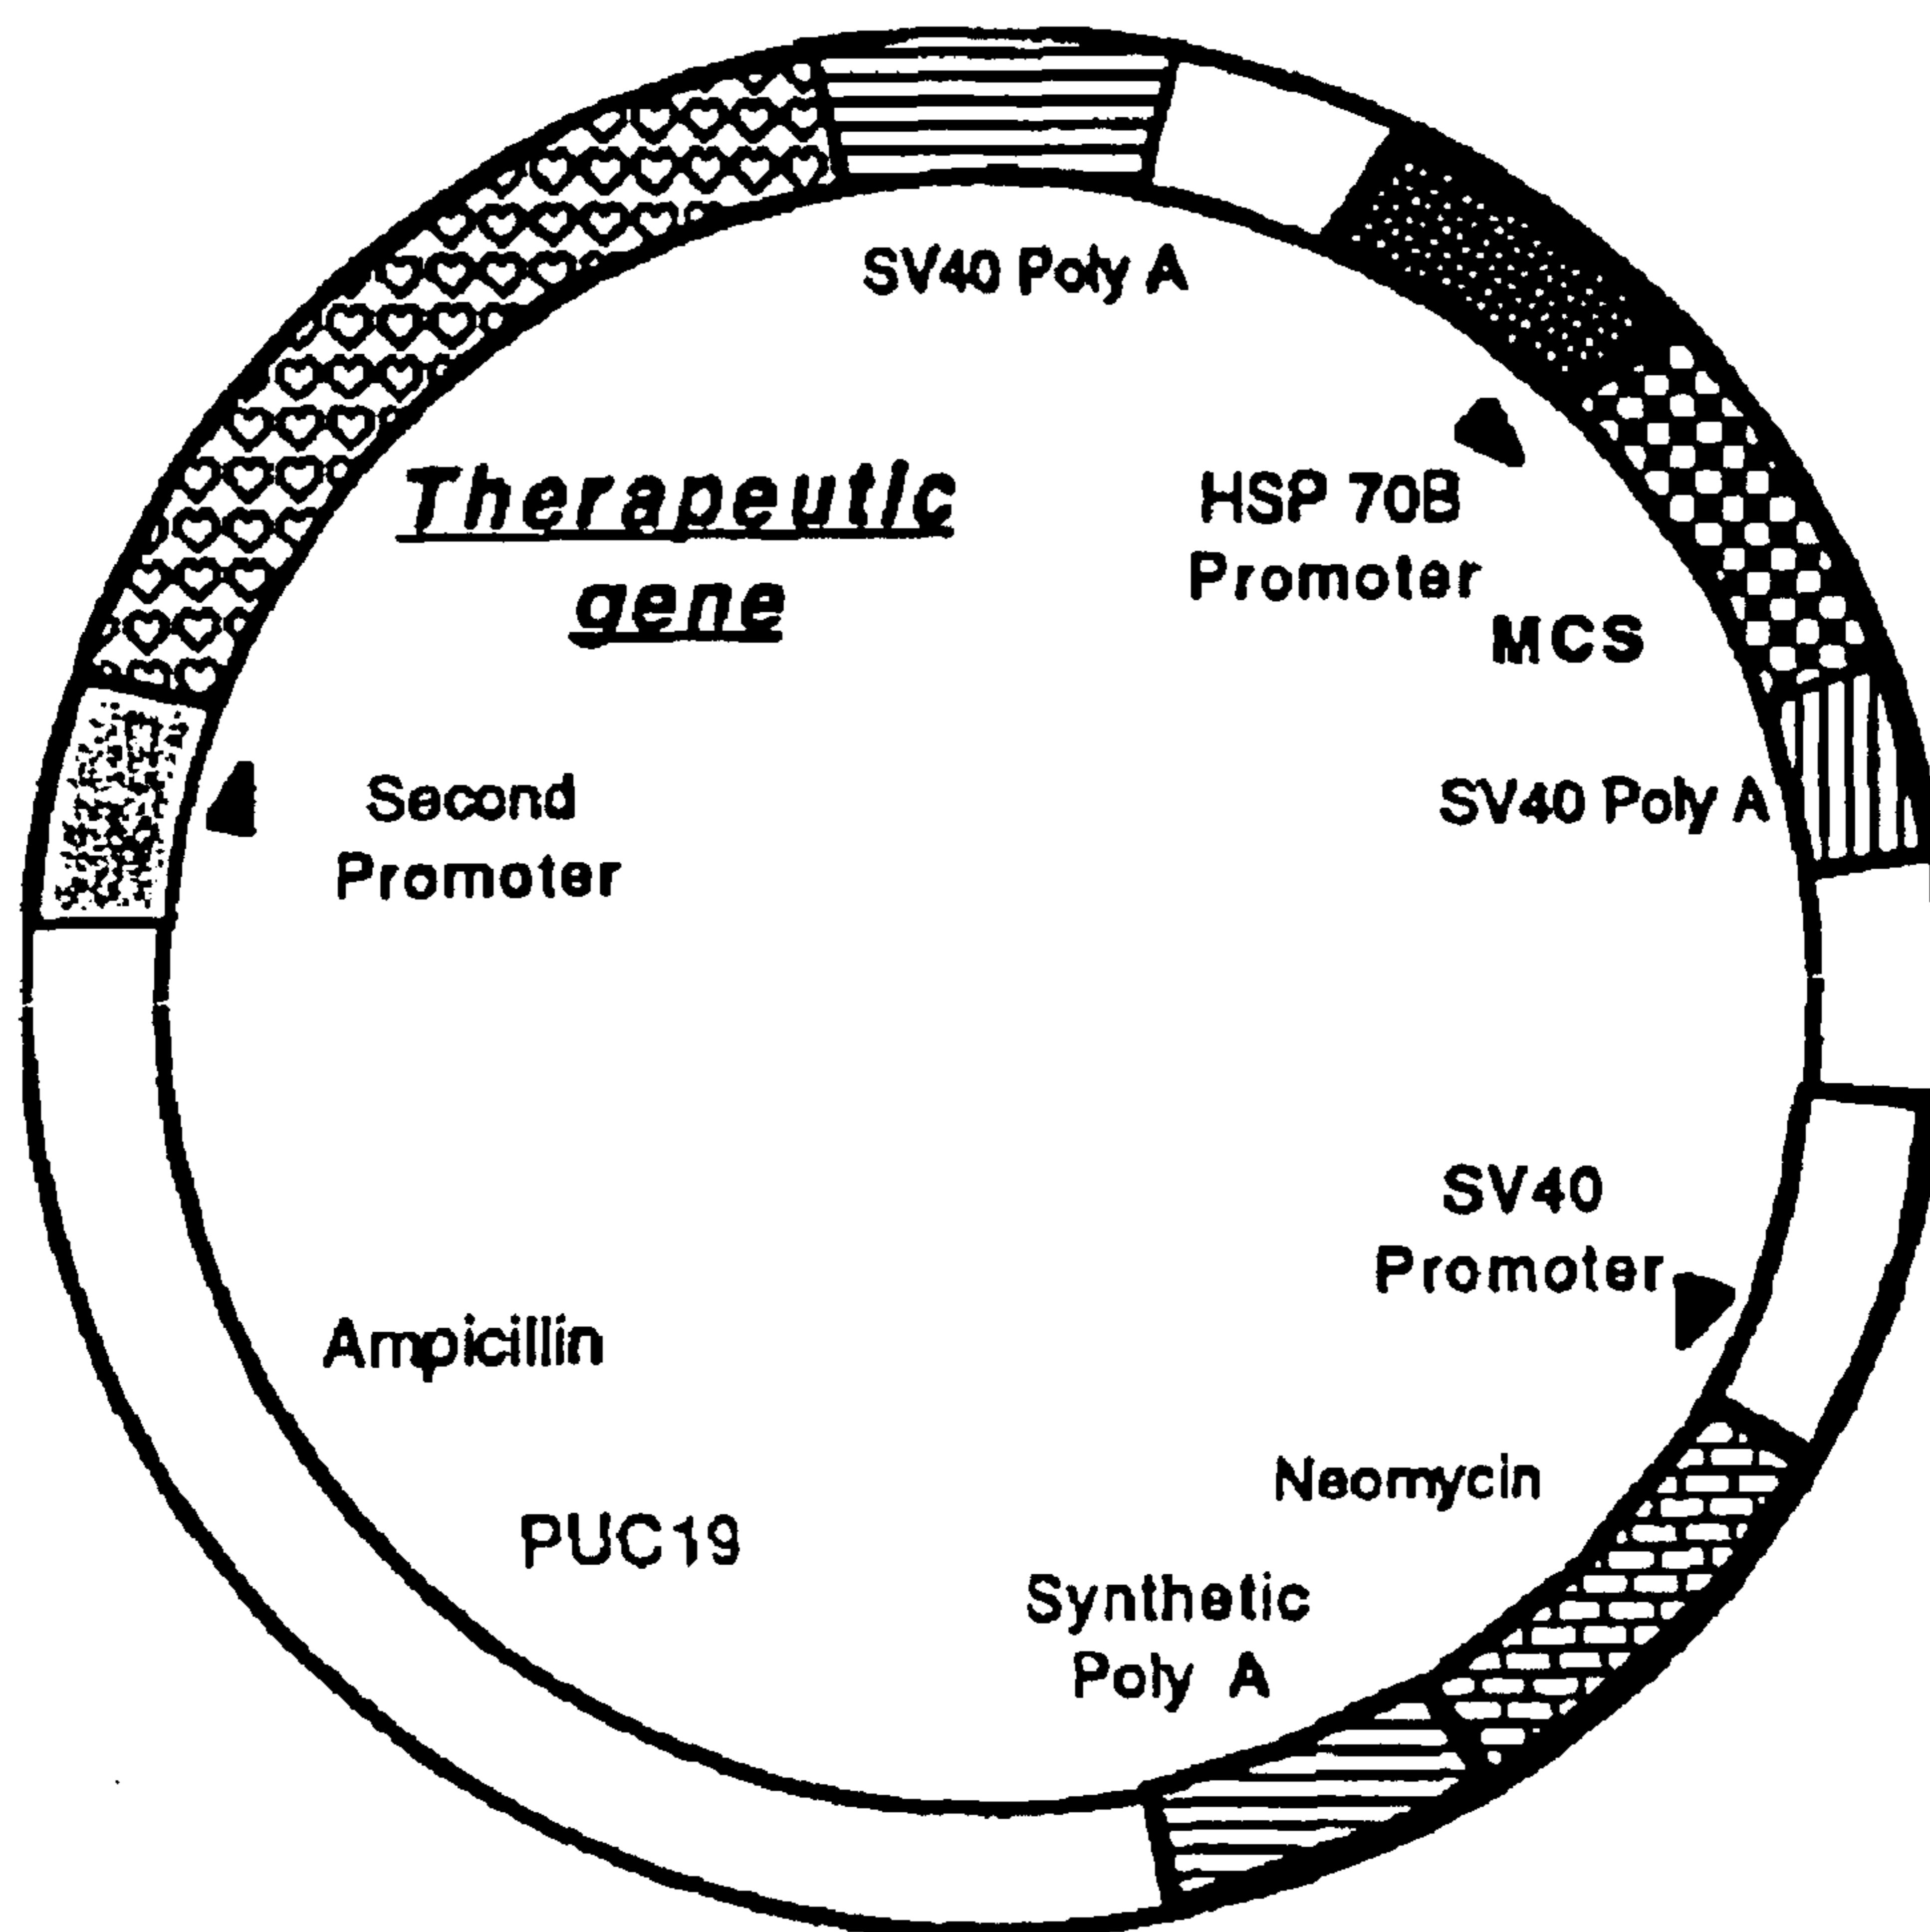 SV40 Poly A
Therapeutic
gene
HSP 70B
Promoter
MCS
SV40 Poly A
Second
Promoter
SV40
Promoter
Ampicillin
Neomycin
PUC19
Synthetic
Poly A